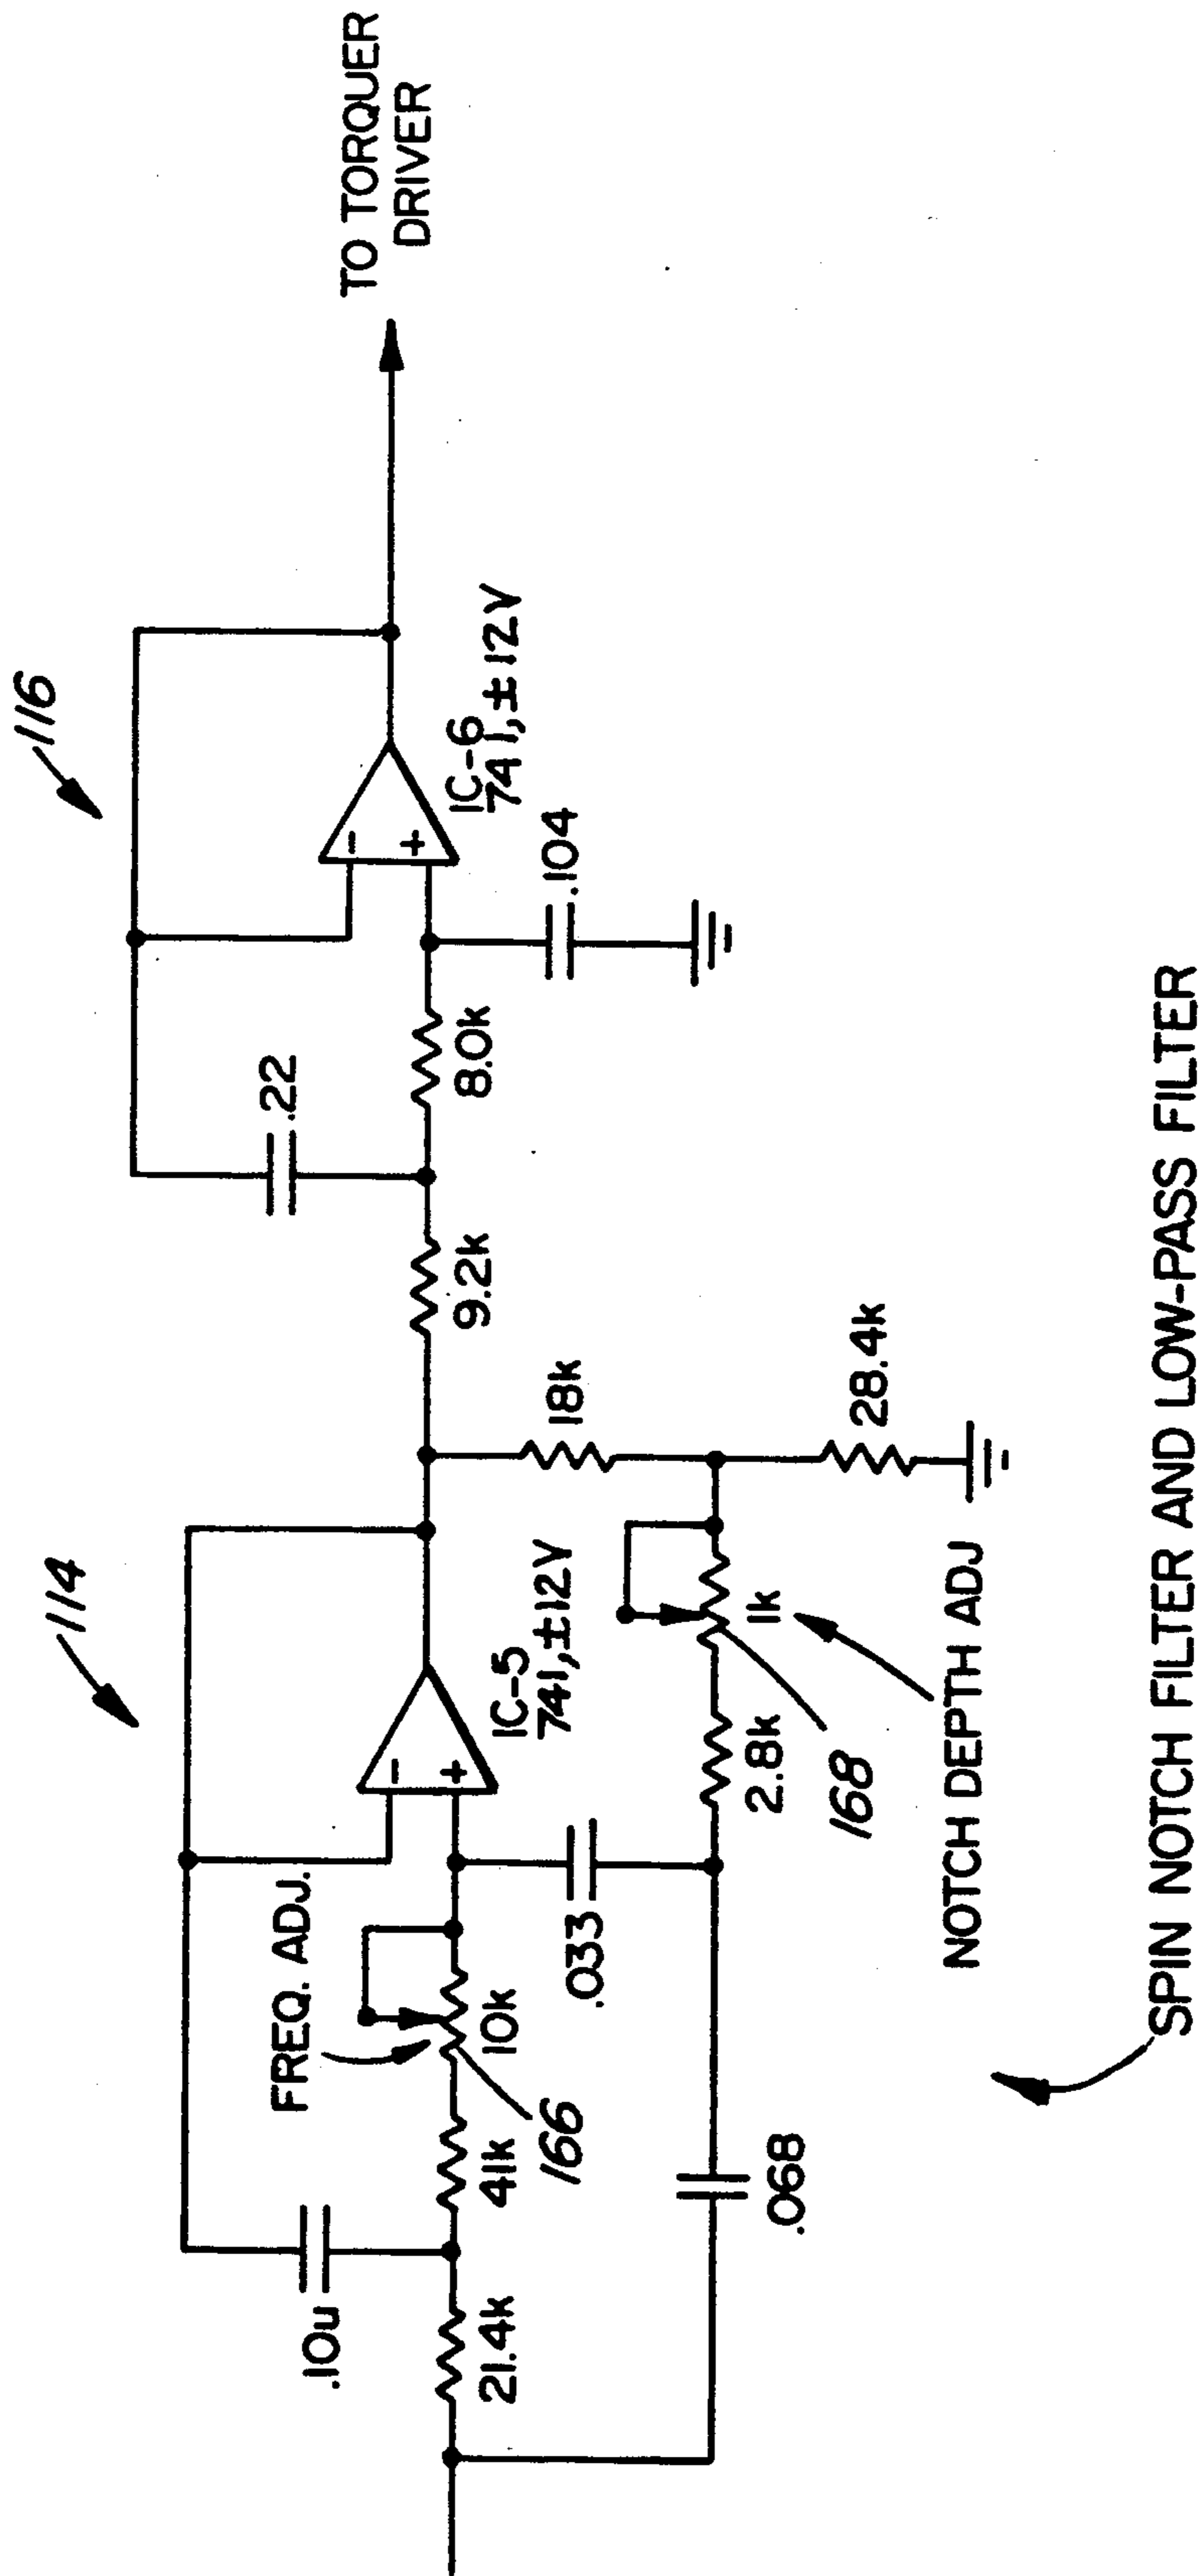 114
116
.10u
FREQ. ADJ.
21.4k
41k
10k
166
IC-5
741,±12V
.033
.068
2.8k
1k
168
NOTCH DEPTH ADJ
18k
28.4k
9.2k
.22
8.0k
.104
IC-6
741,±12V
TO TORQUER
DRIVER
SPIN NOTCH FILTER AND LOW-PASS FILTER